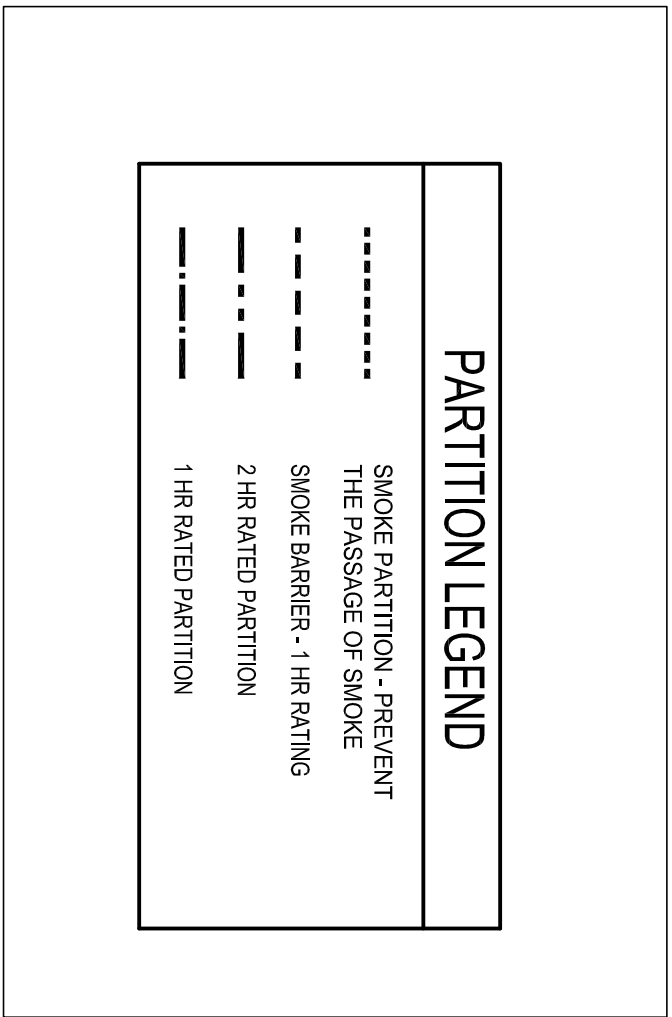 PARTITION LEGEND
SMOKE PARTITION - PREVENT
THE PASSAGE OF SMOKE
SMOKE BARRIER - 1 HR RATING
2 HR RATED PARTITION
1 HR RATED PARTITION